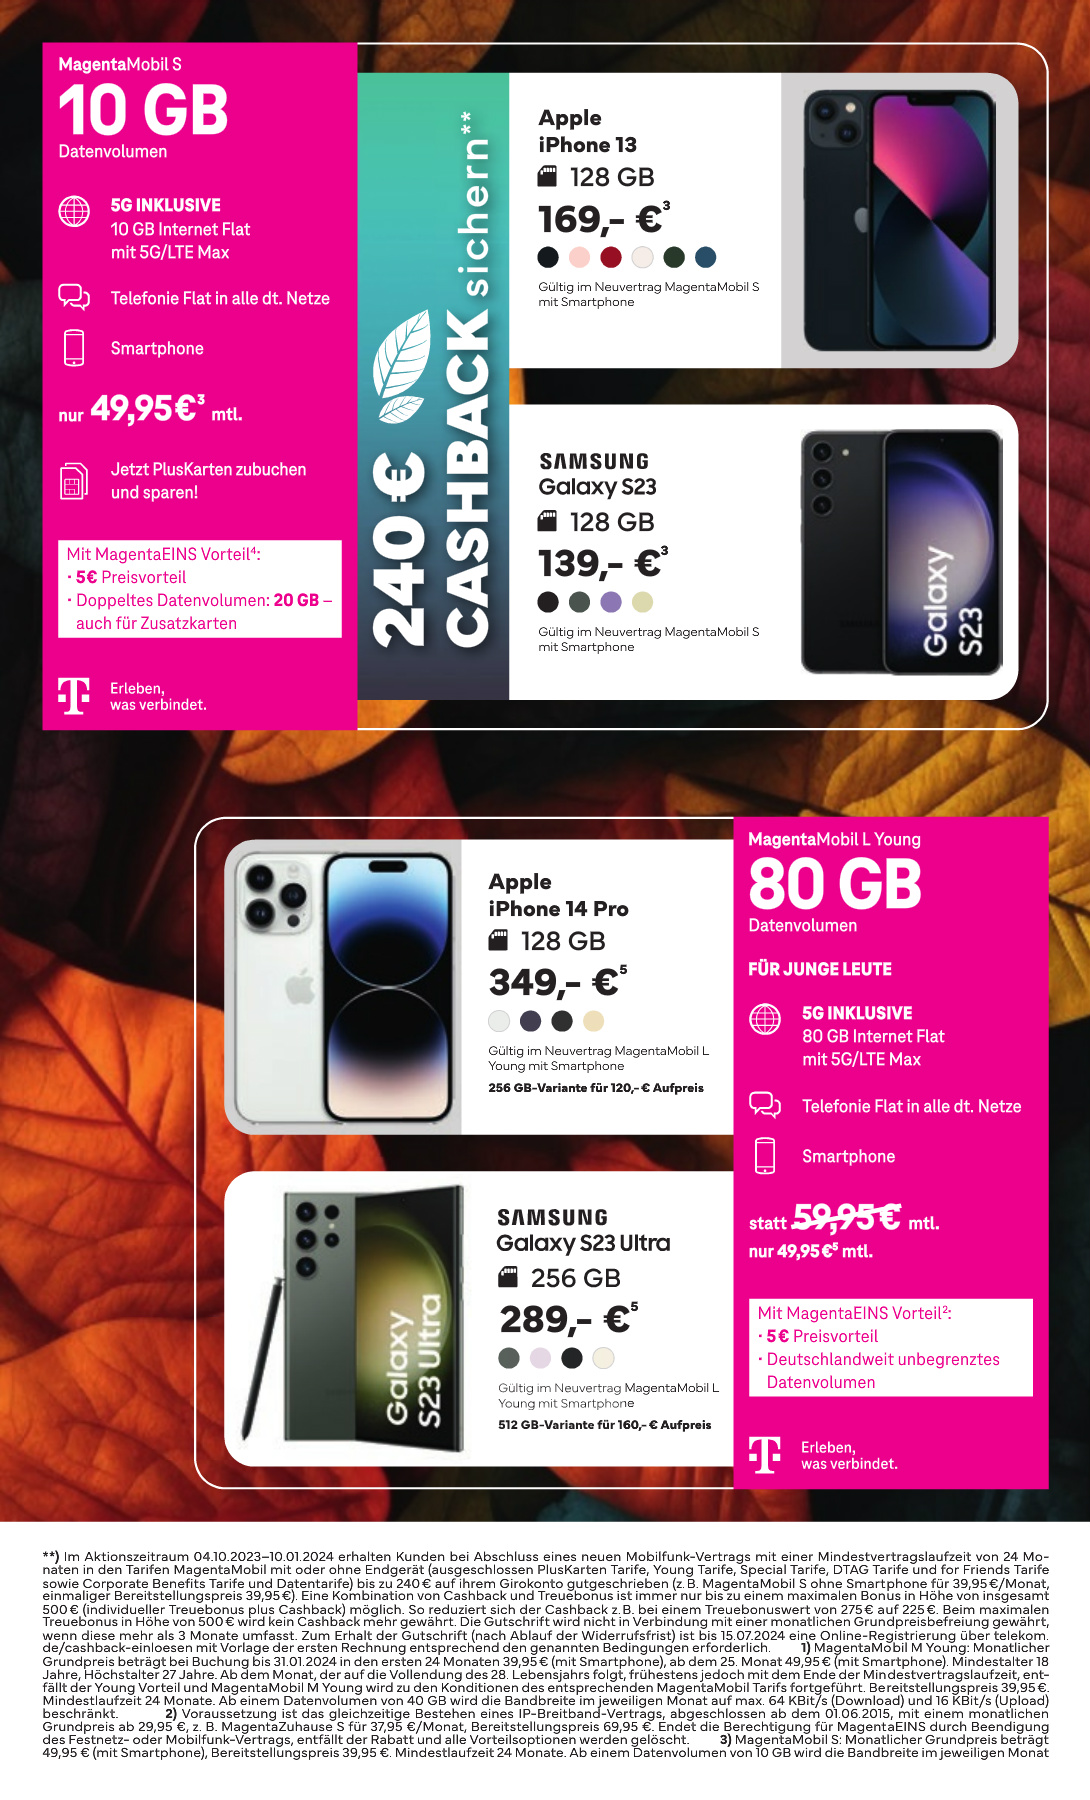 MagentaMobil S
10 GB
Datenvolumen
5G INKLUSIVE
10 GB Internet Flat
mit 5G/LTE Max
Telefonie Flat in alle dt. Netze
Smartphone
nur 49,95 €³ mtl.
Jetzt PlusKarten zubuchen
und sparen!
Mit MagentaEINS Vorteil⁴:
· 5€ Preisvorteil
· Doppeltes Datenvolumen: 20 GB –
auch für Zusatzkarten
T Erleben,
was verbindet.
240 €
CASHBACK sichern**
Apple
iPhone 13
128 GB
169,- €³
Gültig im Neuvertrag MagentaMobil S
mit Smartphone
SAMSUNG
Galaxy S23
128 GB
139,- €³
Gültig im Neuvertrag MagentaMobil S
mit Smartphone
Galaxy
S23
Apple
iPhone 14 Pro
128 GB
349,- €⁵
Gültig im Neuvertrag MagentaMobil L
Young mit Smartphone
256 GB-Variante für 120,- € Aufpreis
Galaxy
S23 Ultra
SAMSUNG
Galaxy S23 Ultra
256 GB
289,- €⁵
Gültig im Neuvertrag MagentaMobil L
Young mit Smartphone
512 GB-Variante für 160,- € Aufpreis
MagentaMobil L Young
80 GB
Datenvolumen
FÜR JUNGE LEUTE
5G INKLUSIVE
80 GB Internet Flat
mit 5G/LTE Max
Telefonie Flat in alle dt. Netze
Smartphone
statt 59,95 € mtl.
nur 49,95 €⁵ mtl.
Mit MagentaEINS Vorteil²:
· 5€ Preisvorteil
· Deutschlandweit unbegrenztes
Datenvolumen
T Erleben,
was verbindet.
**) Im Aktionszeitraum 04.10.2023–10.01.2024 erhalten Kunden bei Abschluss eines neuen Mobilfunk-Vertrags mit einer Mindestvertragslaufzeit von 24 Mo-
naten in den Tarifen MagentaMobil mit oder ohne Endgerät (ausgeschlossen PlusKarten Tarife, Young Tarife, Special Tarife, DTAG Tarife und for Friends Tarife
sowie Corporate Benefits Tarife und Datentarife) bis zu 240 € auf ihrem Girokonto gutgeschrieben (z. B. MagentaMobil S ohne Smartphone für 39,95 €/Monat,
einmaliger Bereitstellungspreis 39,95 €). Eine Kombination von Cashback und Treuebonus ist immer nur bis zu einem maximalen Bonus in Höhe von insgesamt
500 € (individueller Treuebonus plus Cashback) möglich. So reduziert sich der Cashback z. B. bei einem Treuebonuswert von 275 € auf 225 €. Beim maximalen
Treuebonus in Höhe von 500 € wird kein Cashback mehr gewährt. Die Gutschrift wird nicht in Verbindung mit einer monatlichen Grundpreisbefreiung gewährt,
wenn diese mehr als 3 Monate umfasst. Zum Erhalt der Gutschrift (nach Ablauf der Widerrufsfrist) ist bis 15.07.2024 eine Online-Registrierung über telekom.
de/cashback-einloesen mit Vorlage der ersten Rechnung entsprechend den genannten Bedingungen erforderlich. 1) MagentaMobil M Young: Monatlicher
Grundpreis beträgt bei Buchung bis 31.01.2024 in den ersten 24 Monaten 39,95 € (mit Smartphone), ab dem 25. Monat 49,95 € (mit Smartphone). Mindestalter 18
Jahre, Höchstalter 27 Jahre. Ab dem Monat, der auf die Vollendung des 28. Lebensjahrs folgt, frühestens jedoch mit dem Ende der Mindestvertragslaufzeit, ent-
fällt der Young Vorteil und MagentaMobil M Young wird zu den Konditionen des entsprechenden MagentaMobil Tarifs fortgeführt. Bereitstellungspreis 39,95 €.
Mindestlaufzeit 24 Monate. Ab einem Datenvolumen von 40 GB wird die Bandbreite im jeweiligen Monat auf max. 64 KBit/s (Download) und 16 KBit/s (Upload)
beschränkt. 2) Voraussetzung ist das gleichzeitige Bestehen eines IP-Breitband-Vertrags, abgeschlossen ab dem 01.06.2015, mit einem monatlichen
Grundpreis ab 29,95 €, z. B. MagentaZuhause S für 37,95 €/Monat, Bereitstellungspreis 69,95 €. Endet die Berechtigung für MagentaEINS durch Beendigung
des Festnetz- oder Mobilfunk-Vertrags, entfällt der Rabatt und alle Vorteilsoptionen werden gelöscht. 3) MagentaMobil S: Monatlicher Grundpreis beträgt
49,95 € (mit Smartphone), Bereitstellungspreis 39,95 €. Mindestlaufzeit 24 Monate. Ab einem Datenvolumen von 10 GB wird die Bandbreite im jeweiligen Monat